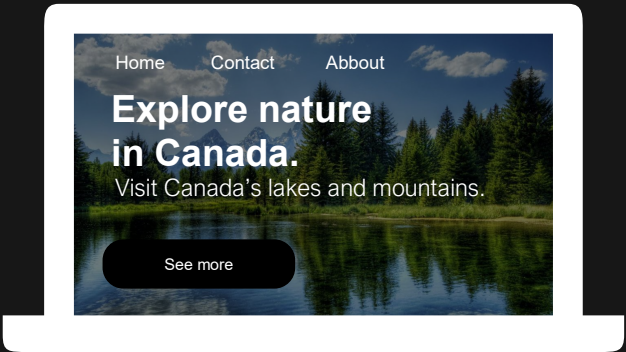 Home Contact Abbout
Explore nature
in Canada.
Visit Canada's lakes and mountains.
See more